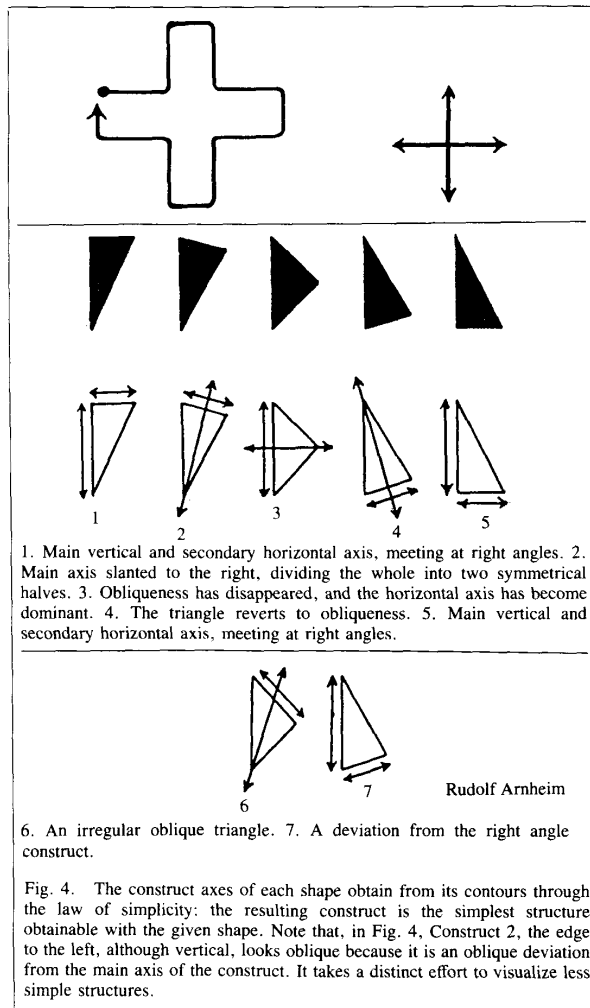 1
2
3
4
5
1. Main vertical and secondary horizontal axis, meeting at right angles. 2.
Main axis slanted to the right, dividing the whole into two symmetrical
halves. 3. Obliqueness has disappeared, and the horizontal axis has become
dominant. 4. The triangle reverts to obliqueness. 5. Main vertical and
secondary horizontal axis, meeting at right angles.
6
7
Rudolf Arnheim
6. An irregular oblique triangle. 7. A deviation from the right angle
construct.
Fig. 4. The construct axes of each shape obtain from its contours through
the law of simplicity: the resulting construct is the simplest structure
obtainable with the given shape. Note that, in Fig. 4, Construct 2, the edge
to the left, although vertical, looks oblique because it is an oblique deviation
from the main axis of the construct. It takes a distinct effort to visualize less
simple structures.